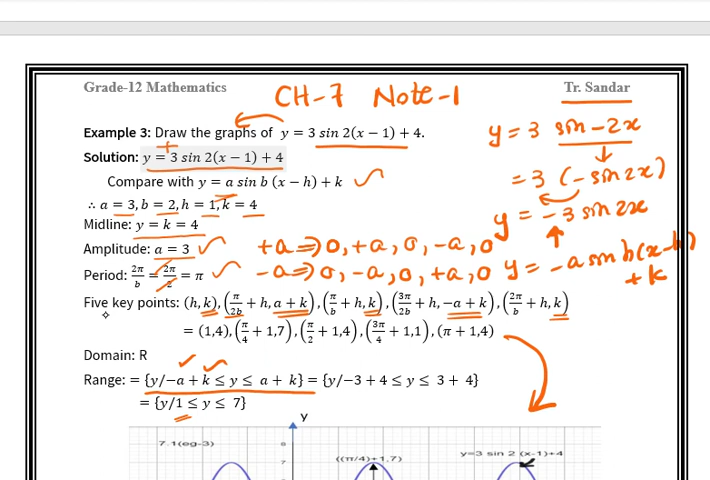 Grade-12 Mathematics
Tr. Sandar
CH-7 Note-1
Example 3: Draw the graphs of y = 3 sin 2(x − 1) + 4.
y = 3 sin -2x
Solution: y = 3 sin 2(x − 1) + 4
+
= 3 (-sin 2x)
Compare with y = a sin b (x − h) + k
∴ a = 3, b = 2, h = 1, k = 4
y = -3 sin 2x
Midline: y = k = 4
Amplitude: a = 3
+a ⇒ 0, +a, 0, -a, 0
Period: 2π/b = 2π/2 = π
-a ⇒ 0, -a, 0, +a, 0
y = -a sin b(x-h) + k
Five key points: (h, k), (π/2b + h, a + k), (π/b + h, k), (3π/2b + h, −a + k), (2π/b + h, k)
= (1,4), (π/4 + 1,7), (π/2 + 1,4), (3π/4 + 1,1), (π + 1,4)
Domain: R
Range: = {y/−a + k ≤ y ≤ a + k} = {y/−3 + 4 ≤ y ≤ 3 + 4}
= {y/1 ≤ y ≤ 7}
y
7.1(eg-3)
8
((π/4)+1,7)
y=3 sin 2 (x-1)+4
7
6